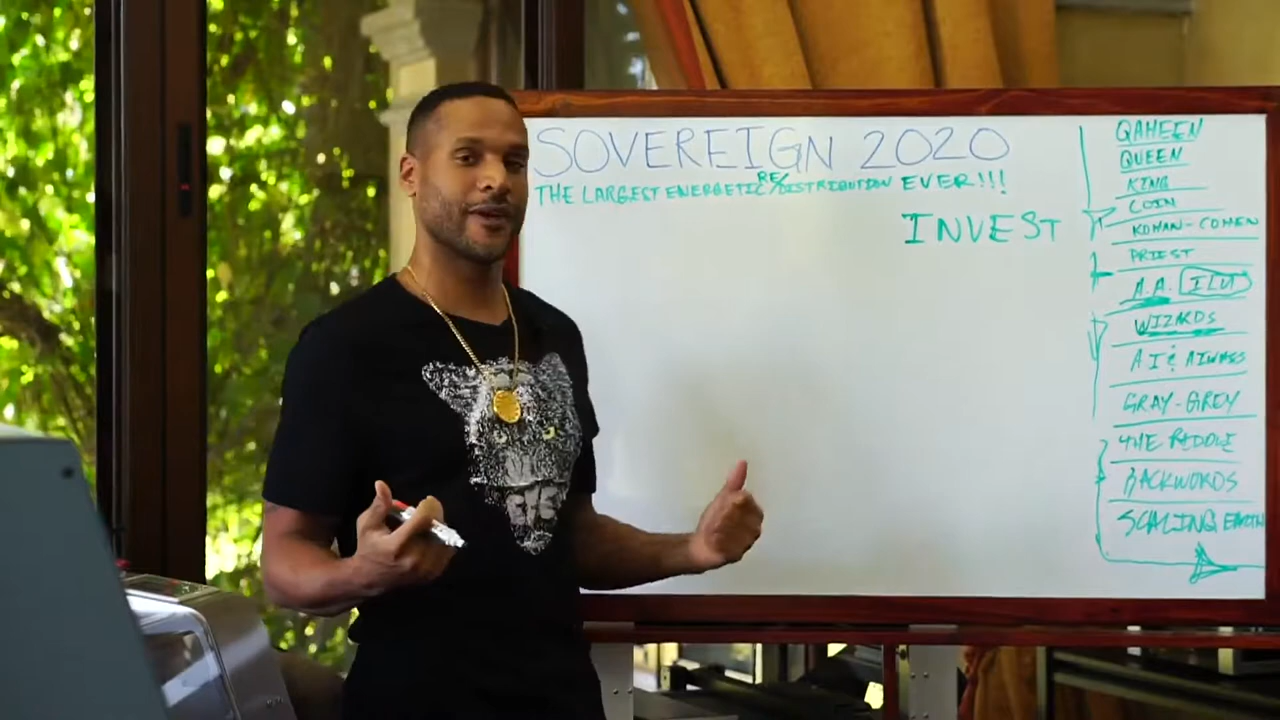 SOVEREIGN 2020
THE LARGEST ENERGETIC RE/DISTRIBUTION EVER!!!
INVEST
QAHEEN
QUEEN
KING
COIN
KOHAN-COHEN
PRIEST
A.A. ILU
WIZARDS
A I &
GRAY-GREY
THE RIDDLE
BACKWORDS
SCALING EARTH